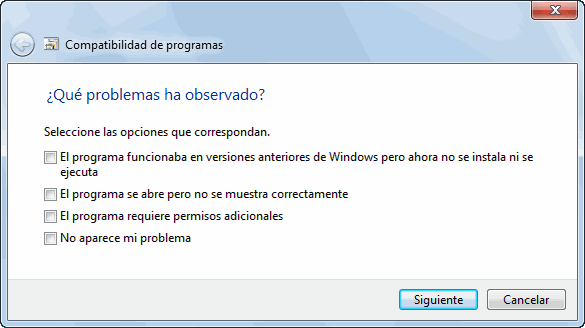 Compatibilidad de programas
¿Qué problemas ha observado?
Seleccione las opciones que correspondan.
El programa funcionaba en versiones anteriores de Windows pero ahora no se instala ni se
ejecuta
El programa se abre pero no se muestra correctamente
El programa requiere permisos adicionales
No aparece mi problema
Siguiente
Cancelar